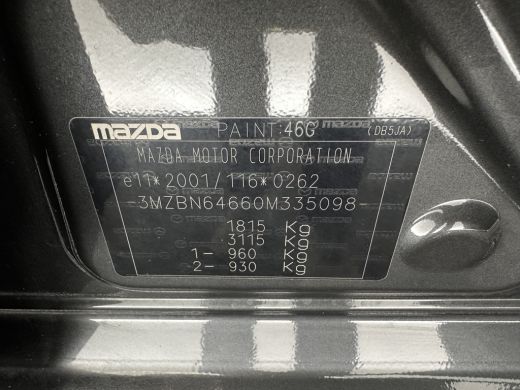 mazda PAINT:46G (DB5JA)
MAZDA MOTOR CORPORATION
e11*2001/116*0262
-3MZBN64660M335098-
1815 Kg
3115 Kg
1- 960 Kg
2- 930 Kg